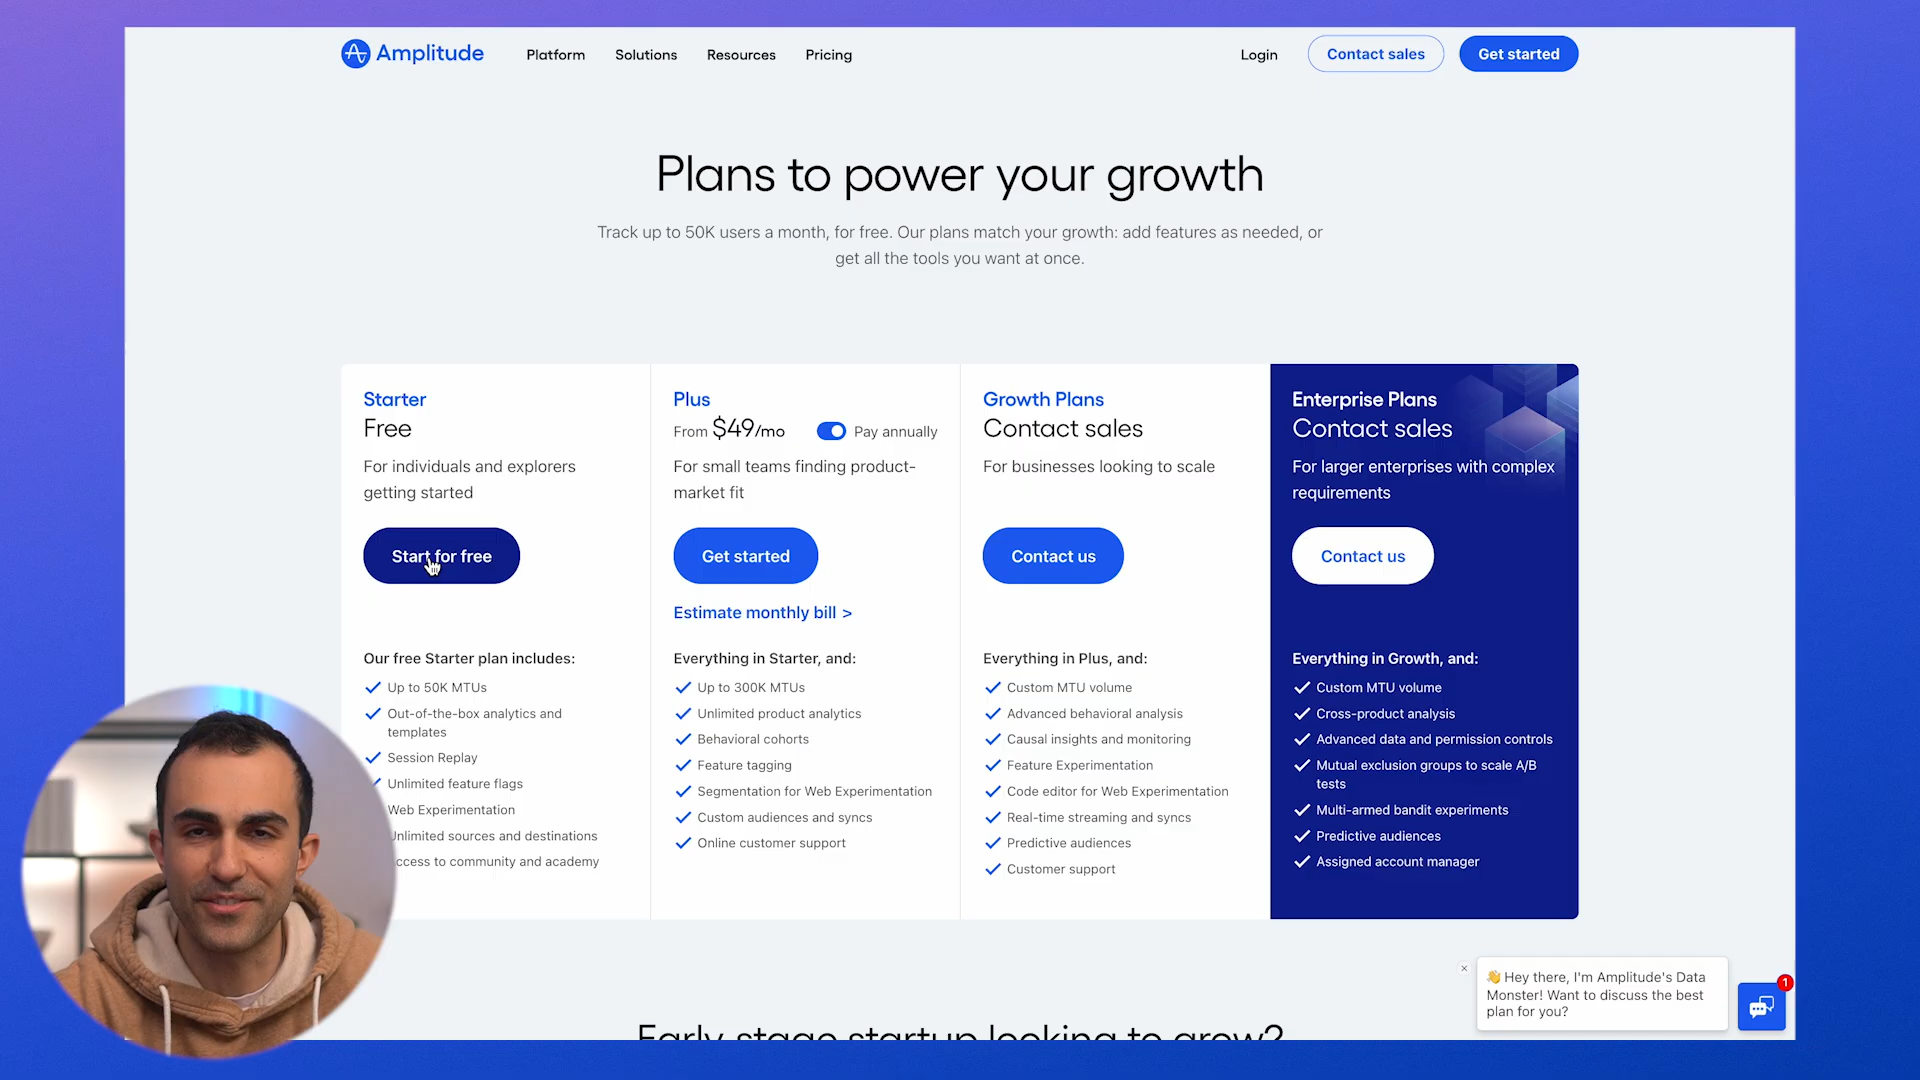 Amplitude
Platform
Solutions
Resources
Pricing
Login
Contact sales
Get started
Plans to power your growth
Track up to 50K users a month, for free. Our plans match your growth: add features as needed, or
get all the tools you want at once.
Starter
Free
For individuals and explorers
getting started
Start for free
Our free Starter plan includes:
Up to 50K MTUs
Out-of-the-box analytics and
templates
Session Replay
Unlimited feature flags
Web Experimentation
Unlimited sources and destinations
access to community and academy
Plus
From $49/mo
Pay annually
For small teams finding product-
market fit
Get started
Estimate monthly bill >
Everything in Starter, and:
Up to 300K MTUs
Unlimited product analytics
Behavioral cohorts
Feature tagging
Segmentation for Web Experimentation
Custom audiences and syncs
Online customer support
Growth Plans
Contact sales
For businesses looking to scale
Contact us
Everything in Plus, and:
Custom MTU volume
Advanced behavioral analysis
Causal insights and monitoring
Feature Experimentation
Code editor for Web Experimentation
Real-time streaming and syncs
Predictive audiences
Customer support
Enterprise Plans
Contact sales
For larger enterprises with complex
requirements
Contact us
Everything in Growth, and:
Custom MTU volume
Cross-product analysis
Advanced data and permission controls
Mutual exclusion groups to scale A/B
tests
Multi-armed bandit experiments
Predictive audiences
Assigned account manager
Early stage startup looking to grow?
👋 Hey there, I'm Amplitude's Data
Monster! Want to discuss the best
plan for you?
1